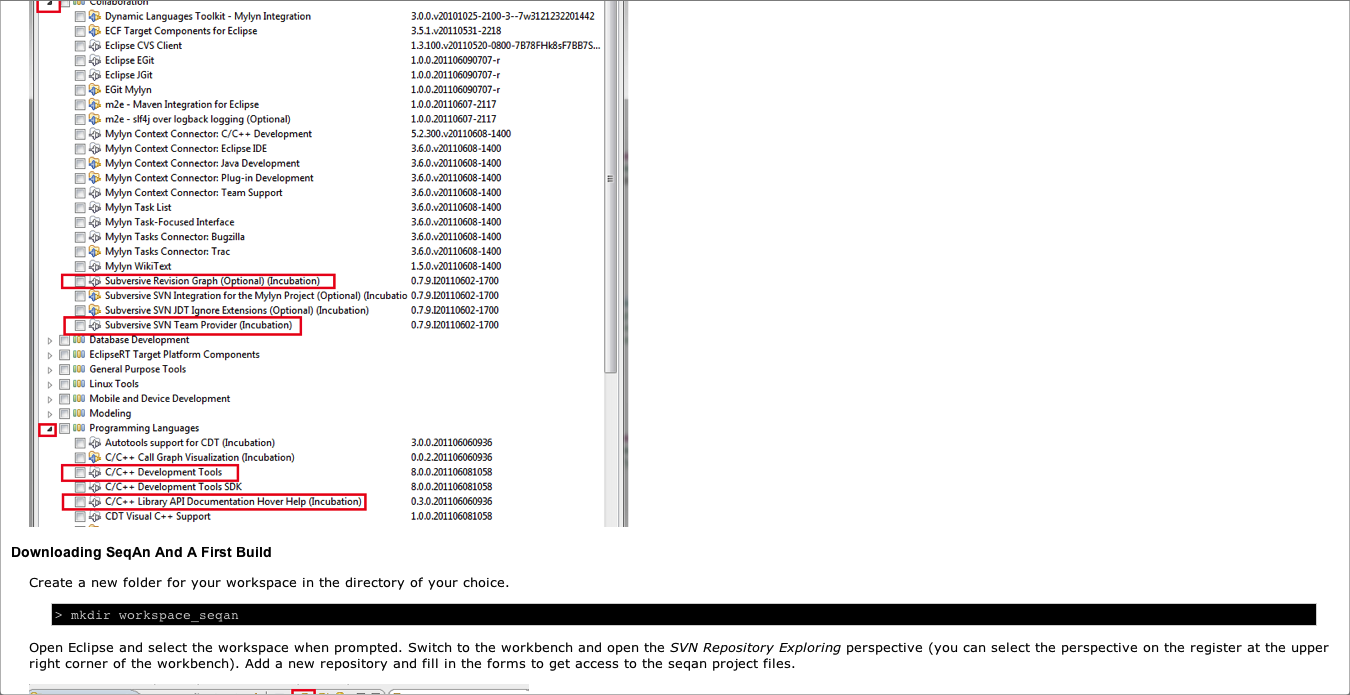 Collaboration
Dynamic Languages Toolkit - Mylyn Integration 3.0.0.v20101025-2100-3--7w3121232201442
ECF Target Components for Eclipse 3.5.1.v20110531-2218
Eclipse CVS Client 1.3.100.v20110520-0800-7B78FHk8sF7BB7S...
Eclipse EGit 1.0.0.201106090707-r
Eclipse JGit 1.0.0.201106090707-r
EGit Mylyn 1.0.0.201106090707-r
m2e - Maven Integration for Eclipse 1.0.0.20110607-2117
m2e - slf4j over logback logging (Optional) 1.0.0.20110607-2117
Mylyn Context Connector: C/C++ Development 5.2.300.v20110608-1400
Mylyn Context Connector: Eclipse IDE 3.6.0.v20110608-1400
Mylyn Context Connector: Java Development 3.6.0.v20110608-1400
Mylyn Context Connector: Plug-in Development 3.6.0.v20110608-1400
Mylyn Context Connector: Team Support 3.6.0.v20110608-1400
Mylyn Task List 3.6.0.v20110608-1400
Mylyn Task-Focused Interface 3.6.0.v20110608-1400
Mylyn Tasks Connector: Bugzilla 3.6.0.v20110608-1400
Mylyn Tasks Connector: Trac 3.6.0.v20110608-1400
Mylyn WikiText 1.5.0.v20110608-1400
Subversive Revision Graph (Optional) (Incubation) 0.7.9.I20110602-1700
Subversive SVN Integration for the Mylyn Project (Optional) (Incubatio 0.7.9.I20110602-1700
Subversive SVN JDT Ignore Extensions (Optional) (Incubation) 0.7.9.I20110602-1700
Subversive SVN Team Provider (Incubation) 0.7.9.I20110602-1700
Database Development
EclipseRT Target Platform Components
General Purpose Tools
Linux Tools
Mobile and Device Development
Modeling
Programming Languages
Autotools support for CDT (Incubation) 3.0.0.201106060936
C/C++ Call Graph Visualization (Incubation) 0.0.2.201106060936
C/C++ Development Tools 8.0.0.201106081058
C/C++ Development Tools SDK 8.0.0.201106081058
C/C++ Library API Documentation Hover Help (Incubation) 0.3.0.201106060936
CDT Visual C++ Support 1.0.0.201106081058
Downloading SeqAn And A First Build
Create a new folder for your workspace in the directory of your choice.
> mkdir workspace_seqan
Open Eclipse and select the workspace when prompted. Switch to the workbench and open the SVN Repository Exploring perspective (you can select the perspective on the register at the upper
right corner of the workbench). Add a new repository and fill in the forms to get access to the seqan project files.